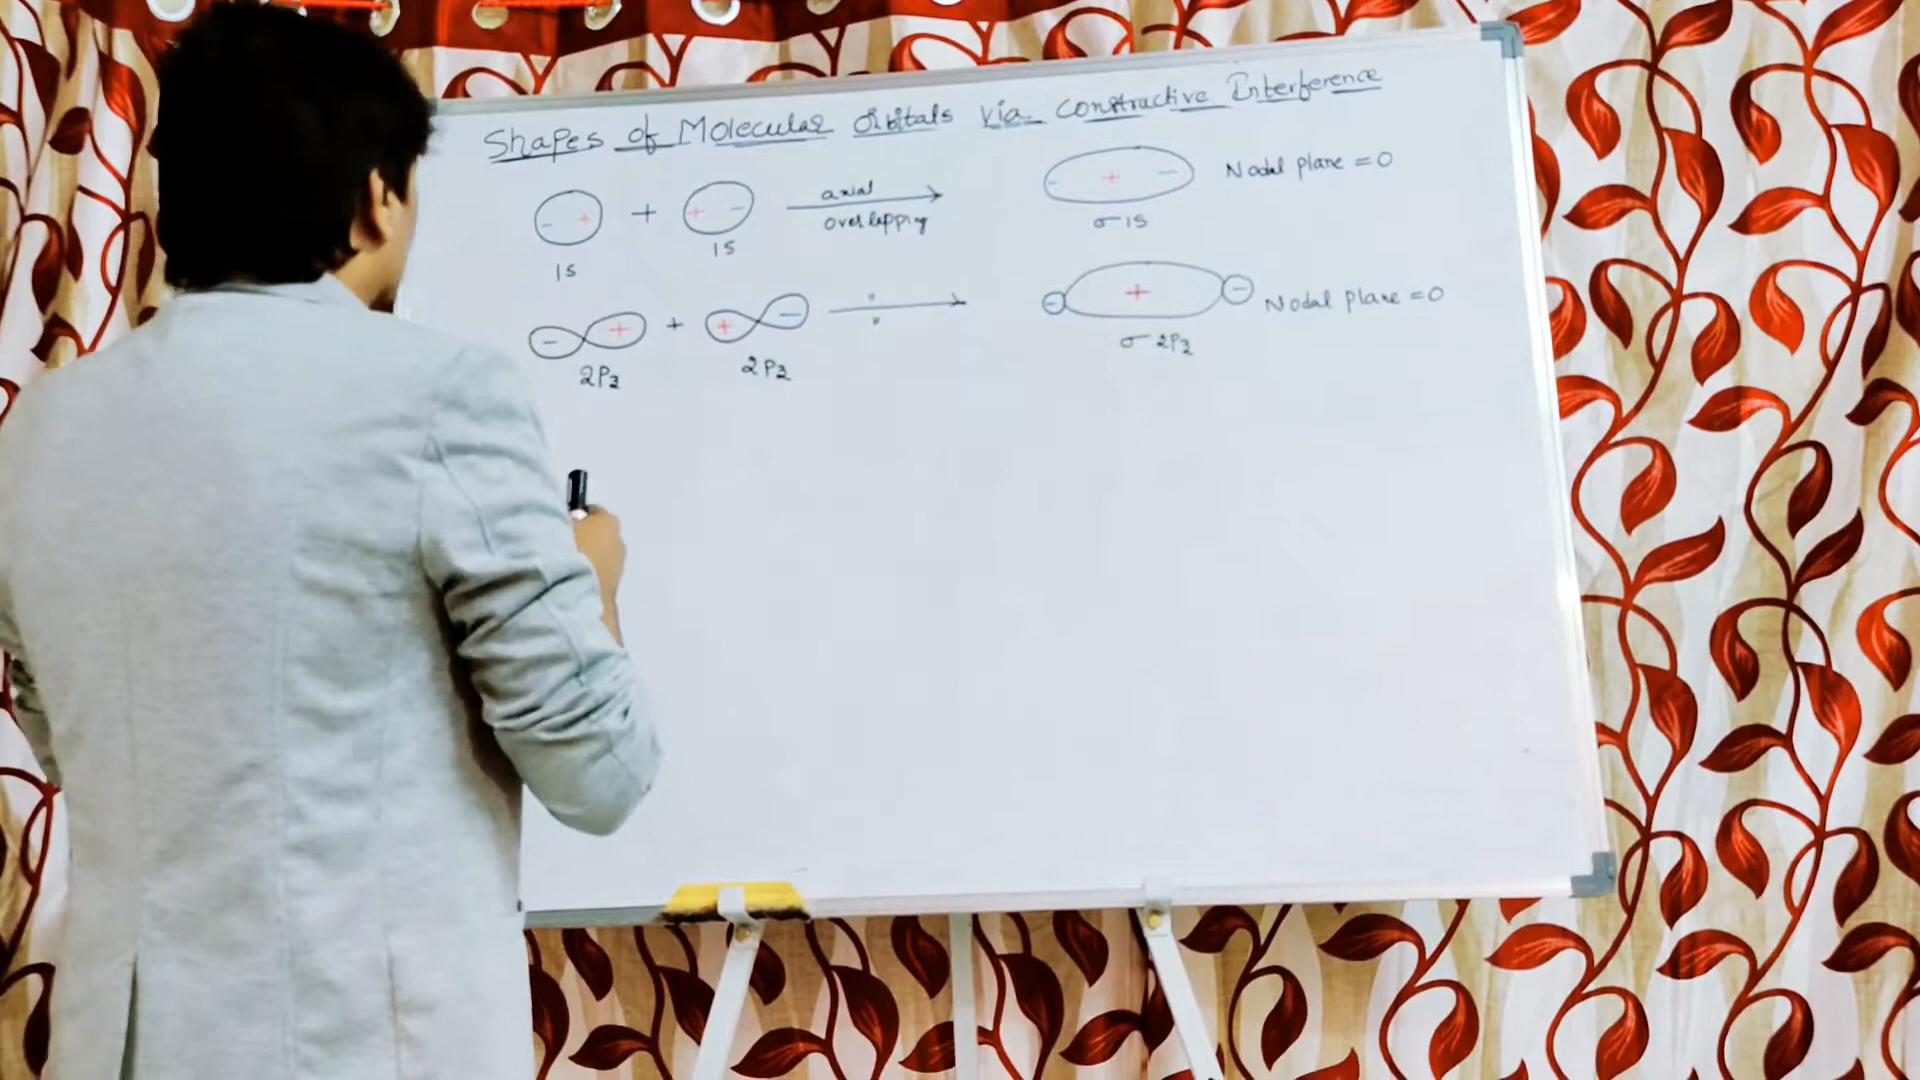 Shapes of Molecular orbitals via constructive Interference
- + + + - axial overlapping - + - Nodal plane = 0
1s 1s σ 1s
- + + + - " " - + - Nodal plane = 0
2Pz 2Pz σ 2Pz